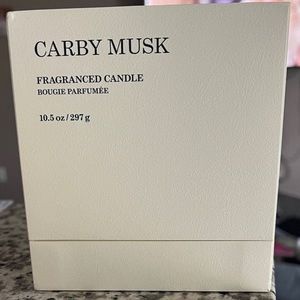 CARBY MUSK
FRAGRANCED CANDLE
BOUGIE PARFUMÉE
10.5 oz / 297 g